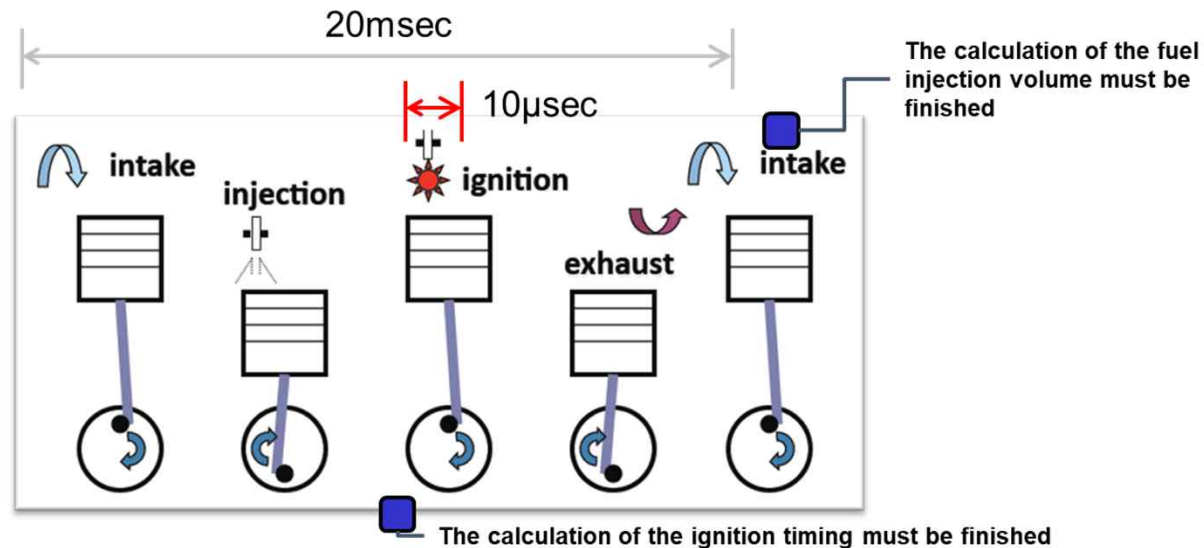 20msec
The calculation of the fuel
injection volume must be
finished
10μsec
intake
injection
ignition
exhaust
intake
The calculation of the ignition timing must be finished